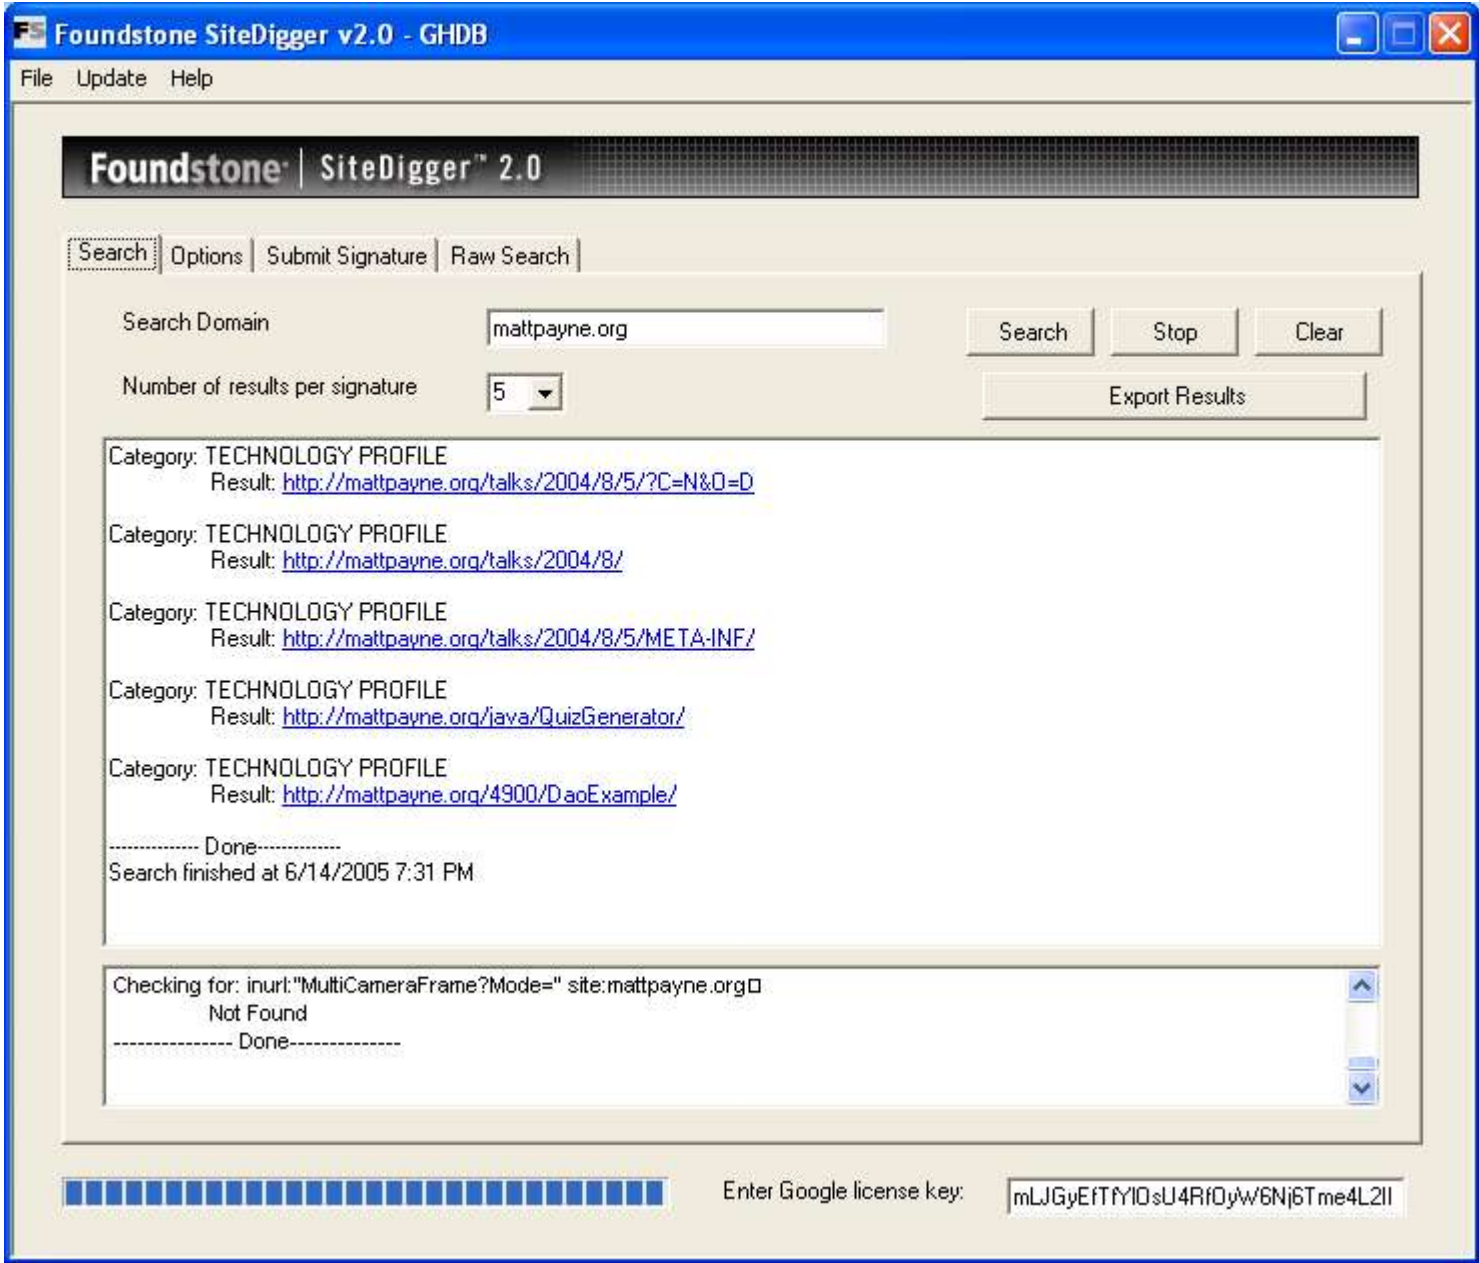 FS Foundstone SiteDigger v2.0 - GHDB
File Update Help
Foundstone | SiteDigger™ 2.0
Search Options Submit Signature Raw Search
Search Domain mattpayne.org Search Stop Clear
Number of results per signature 5 Export Results
Category: TECHNOLOGY PROFILE
Result: http://mattpayne.org/talks/2004/8/5/?C=N&O=D
Category: TECHNOLOGY PROFILE
Result: http://mattpayne.org/talks/2004/8/
Category: TECHNOLOGY PROFILE
Result: http://mattpayne.org/talks/2004/8/5/META-INF/
Category: TECHNOLOGY PROFILE
Result: http://mattpayne.org/java/QuizGenerator/
Category: TECHNOLOGY PROFILE
Result: http://mattpayne.org/4900/DaoExample/
-------------- Done-------------
Search finished at 6/14/2005 7:31 PM
Checking for: inurl:"MultiCameraFrame?Mode=" site:mattpayne.org□
Not Found
--------------- Done--------------
Enter Google license key: